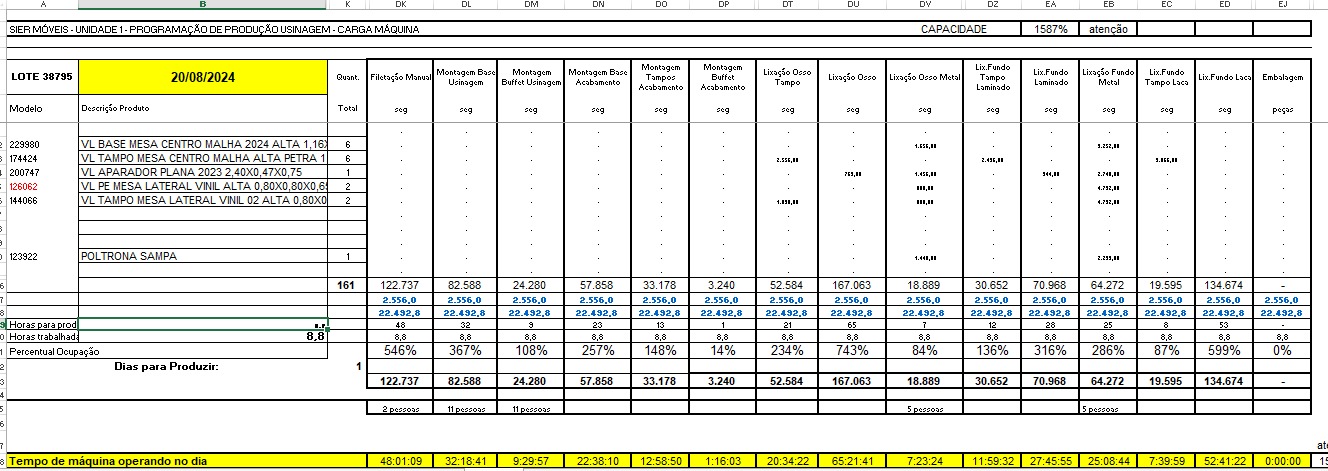 A B K DK DL DM DN DO DP DT DU DV DZ EA EB EC ED EJ
SIER MÓVEIS - UNIDADE 1 - PROGRAMAÇÃO DE PRODUÇÃO USINAGEM - CARGA MÁQUINA CAPACIDADE 1587% atenção
LOTE 38795 20/08/2024 Quant. Filetação Manual Montagem Base Usinagem Montagem Buffet Usinagem Montagem Base Acabamento Montagem Tampos Acabamento Montagem Buffet Acabamento Lixação Osso Tampo Lixação Osso Lixação Osso Metal Lix.Fundo Tampo Laminado Lix.Fundo Laminado Lixação Fundo Metal Lix.Fundo Tampo Laca Lix.Fundo Laca Embalagem
Modelo Descrição Produto Total seg seg seg seg seg seg seg seg seg seg seg seg seg seg peças
229980 VL BASE MESA CENTRO MALHA 2024 ALTA 1,16X 6
174424 VL TAMPO MESA CENTRO MALHA ALTA PETRA 1 6 2.556,00
200747 VL APARADOR PLANA 2023 2,40X0,47X0,75 1
126062 VL PE MESA LATERAL VINIL ALTA 0,80X0,80X0,65 2
144066 VL TAMPO MESA LATERAL VINIL 02 ALTA 0,80X0 2
123922 POLTRONA SAMPA 1
161 122.737 82.588 24.280 57.858 33.178 3.240 52.584 167.063 18.889 30.652 70.968 64.272 19.595 134.674 -
2.556,0 2.556,0 2.556,0 2.556,0 2.556,0 2.556,0 2.556,0 2.556,0 2.556,0 2.556,0 2.556,0 2.556,0 2.556,0 2.556,0 2.556,0
22.492,8 22.492,8 22.492,8 22.492,8 22.492,8 22.492,8 22.492,8 22.492,8 22.492,8 22.492,8 22.492,8 22.492,8 22.492,8 22.492,8 22.492,8
Horas para prod 48 32 9 23 13 1 21 65 7 12 28 25 8 53 -
Horas trabalhada 8,8 8,8 8,8 8,8 8,8 8,8 8,8 8,8 8,8 8,8 8,8 8,8 8,8 8,8 8,8 8,8
Percentual Ocupação 546% 367% 108% 257% 148% 14% 234% 743% 84% 136% 316% 286% 87% 599% 0%
Dias para Produzir: 1
122.737 82.588 24.280 57.858 33.178 3.240 52.584 167.063 18.889 30.652 70.968 64.272 19.595 134.674 -
2 pessoas 11 pessoas 11 pessoas 5 pessoas 5 pessoas
Tempo de máquina operando no dia 48:01:09 32:18:41 9:29:57 22:38:10 12:58:50 1:16:03 20:34:22 65:21:41 7:23:24 11:59:32 27:45:55 25:08:44 7:39:59 52:41:22 0:00:00